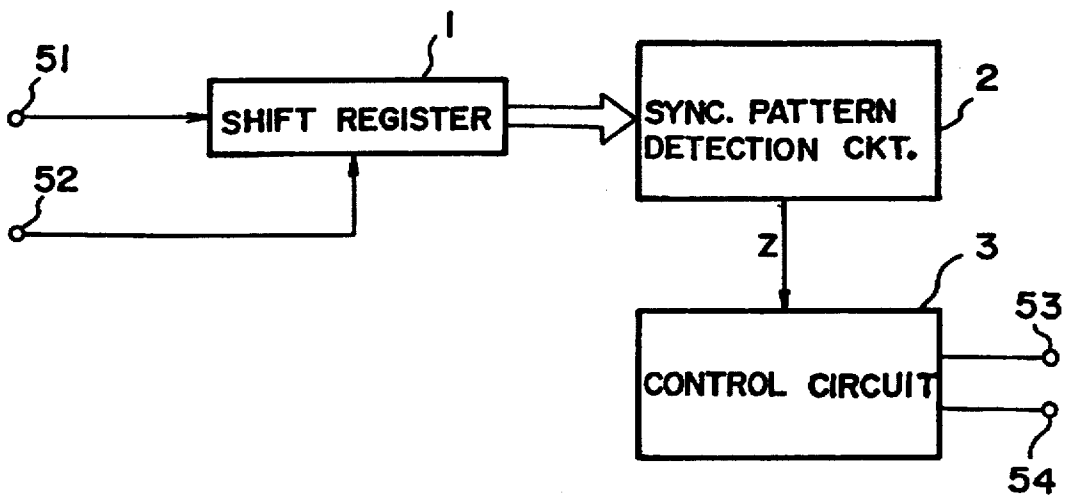 1
51
SHIFT REGISTER
52
2
SYNC. PATTERN
DETECTION CKT.
Z
3
CONTROL CIRCUIT
53
54